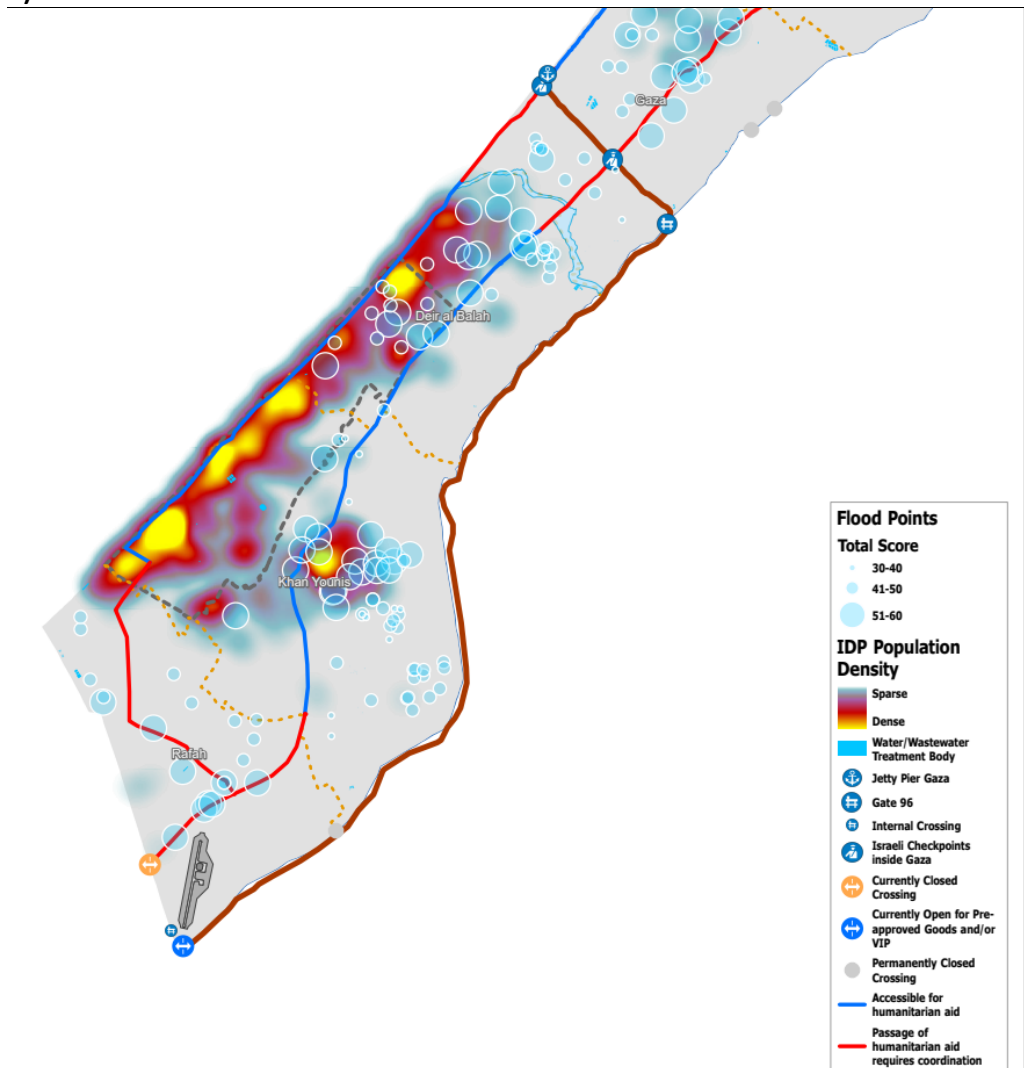 Gaza
Deir al Balah
Khan Younis
Rafah
Flood Points
Total Score
30-40
41-50
51-60
IDP Population
Density
Sparse
Dense
Water/Wastewater
Treatment Body
Jetty Pier Gaza
Gate 96
Internal Crossing
Israeli Checkpoints
inside Gaza
Currently Closed
Crossing
Currently Open for Pre-
approved Goods and/or
VIP
Permanently Closed
Crossing
Accessible for
humanitarian aid
Passage of
humanitarian aid
requires coordination